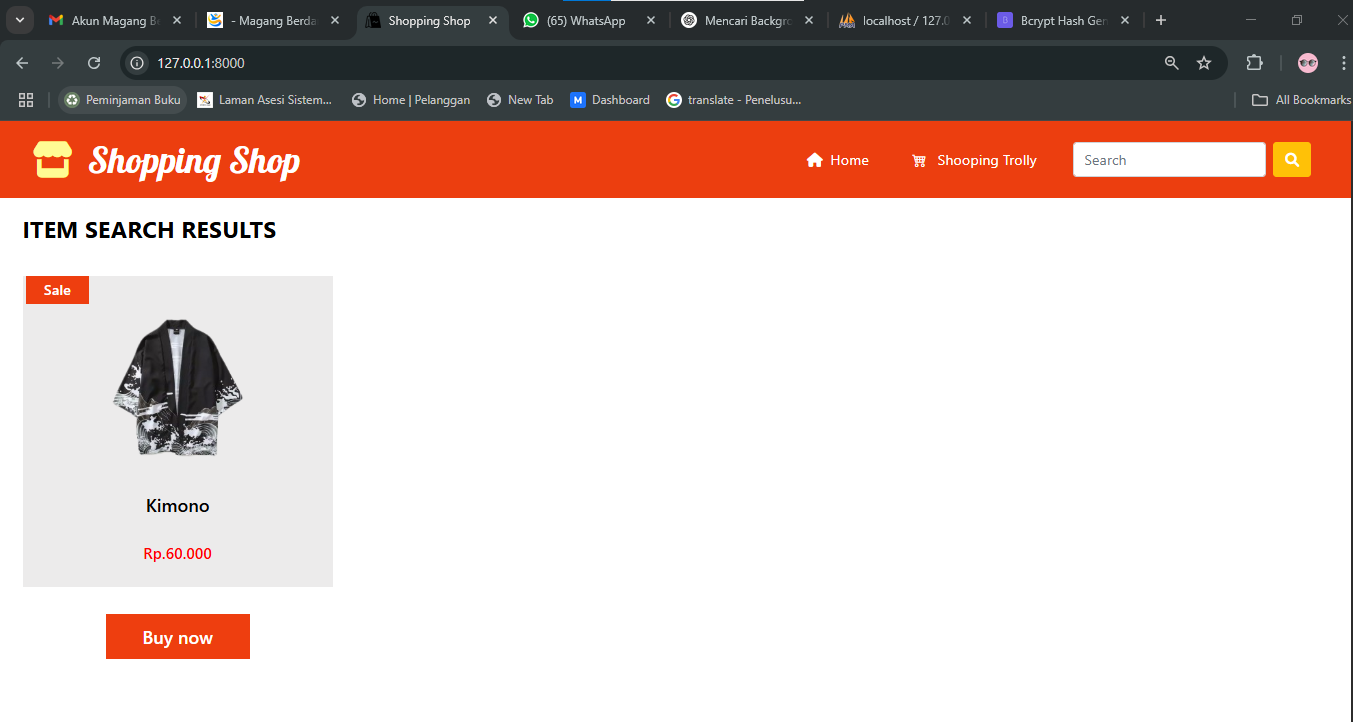 Akun Magang Be
- Magang Berda
Shopping Shop
(65) WhatsApp
Mencari Backgro
localhost / 127.0
Bcrypt Hash Gen
127.0.0.1:8000
Peminjaman Buku
Laman Asesi Sistem...
Home | Pelanggan
New Tab
M Dashboard
translate - Penelusu...
All Bookmarks
Shopping Shop
Home
Shooping Trolly
Search
ITEM SEARCH RESULTS
Sale
Kimono
Rp.60.000
Buy now